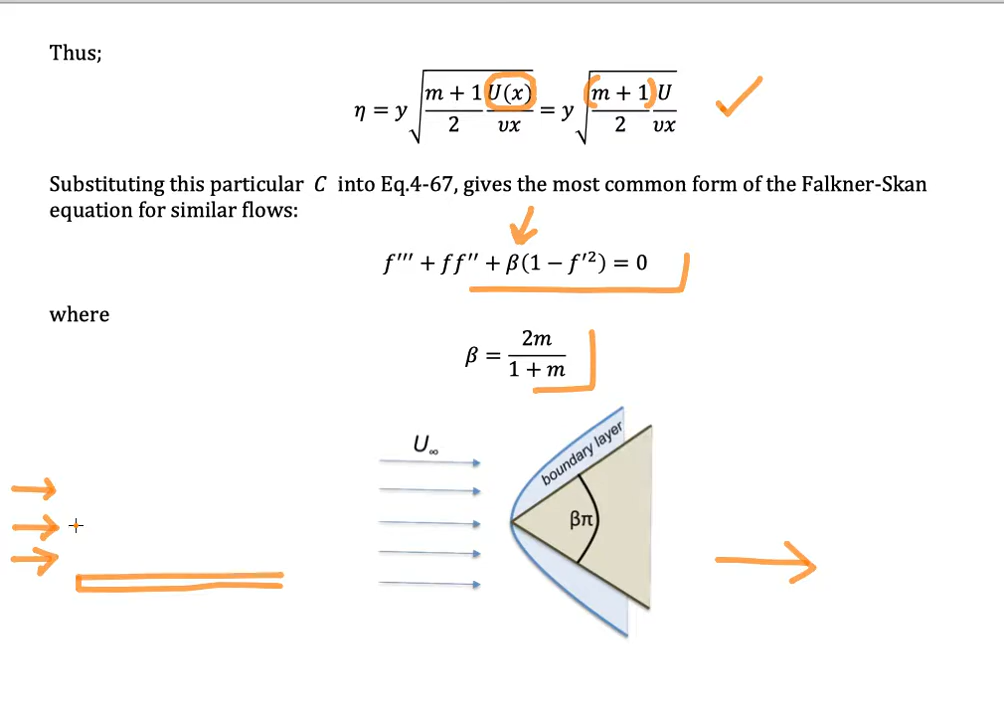 Thus;
η = y √(m + 1 U(x) / 2 υx) = y √((m + 1) U / 2 υx)
Substituting this particular C into Eq.4-67, gives the most common form of the Falkner-Skan
equation for similar flows:
f''' + f f'' + β(1 − f'²) = 0
where
β = 2m / 1 + m
U∞
boundary layer
βπ